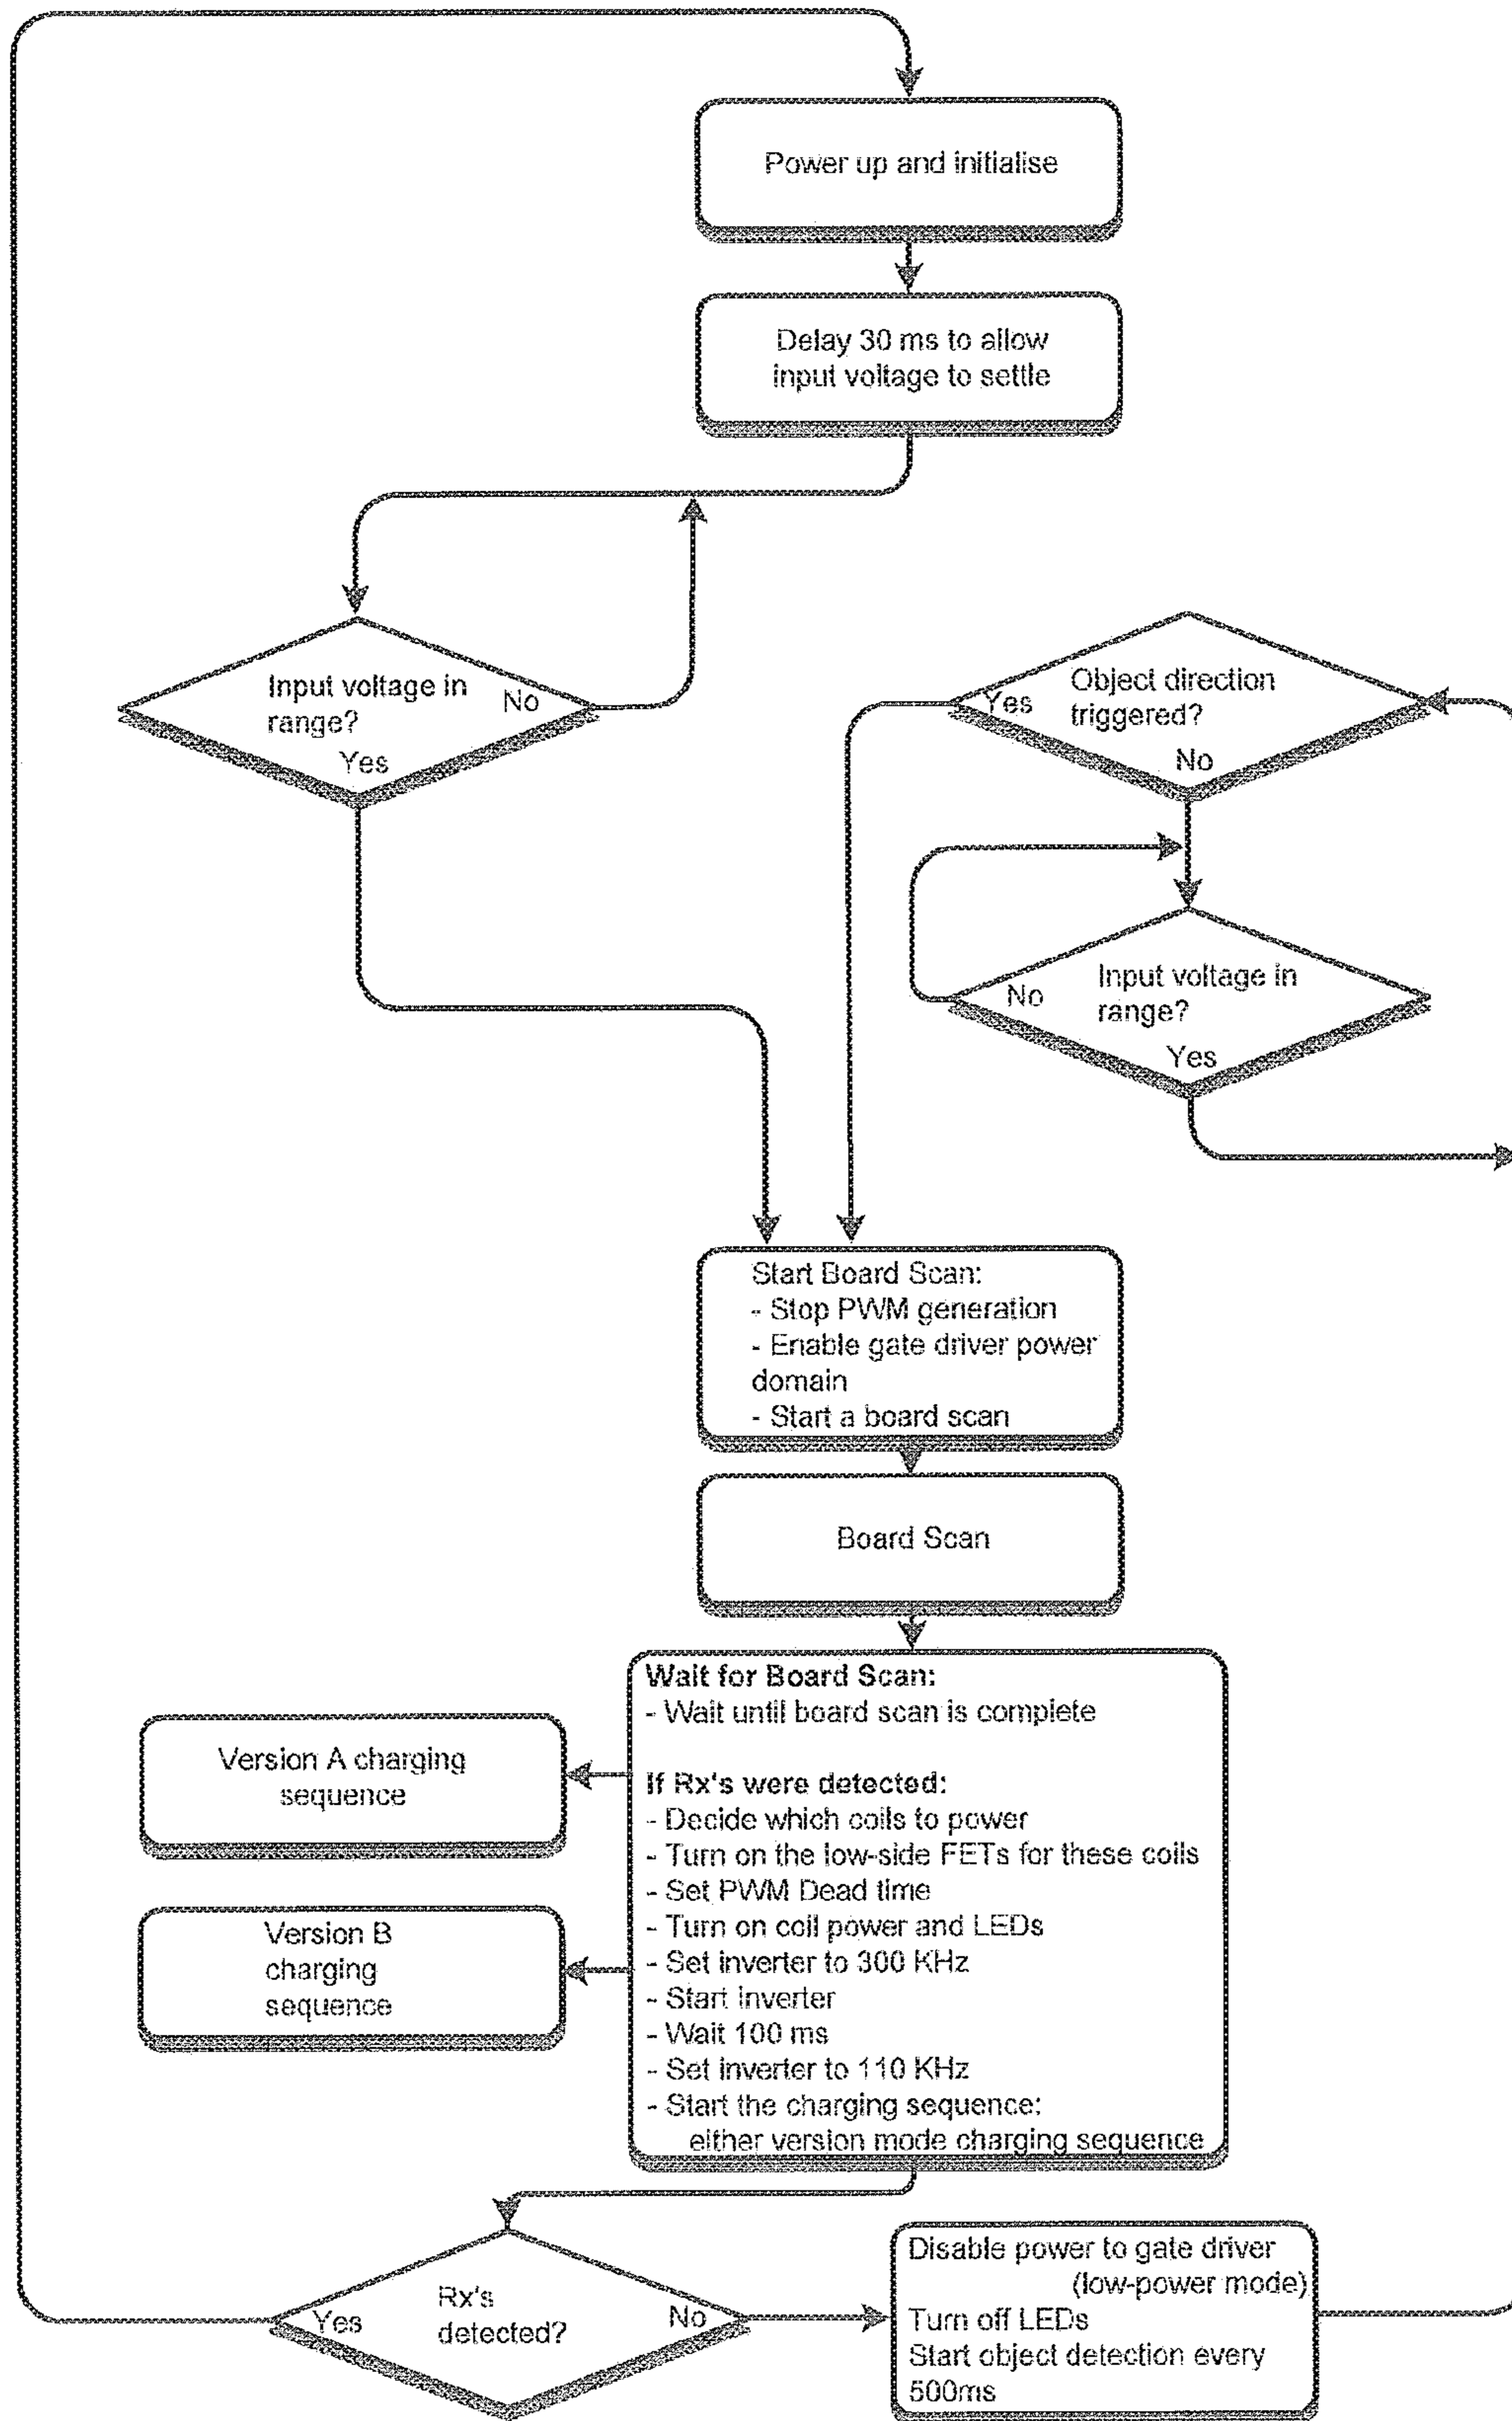 Power up and initialise
Delay 30 ms to allow
input voltage to settle
Input voltage in
range?
No
Yes
Object direction
triggered?
Yes
No
Input voltage in
range?
No
Yes
Start Board Scan:
- Stop PWM generation
- Enable gate driver power
domain
- Start a board scan
Board Scan
Wait for Board Scan:
- Wait until board scan is complete
If Rx's were detected:
- Decide which coils to power
- Turn on the low-side FETs for these coils
- Set PWM Dead time
- Turn on coil power and LEDs
- Set inverter to 300 KHz
- Start inverter
- Wait 100 ms
- Set inverter to 110 KHz
- Start the charging sequence:
either version mode charging sequence
Version A charging
sequence
Version B
charging
sequence
Rx's
detected?
Yes
No
Disable power to gate driver
(low-power mode)
Turn off LEDs
Start object detection every
500ms